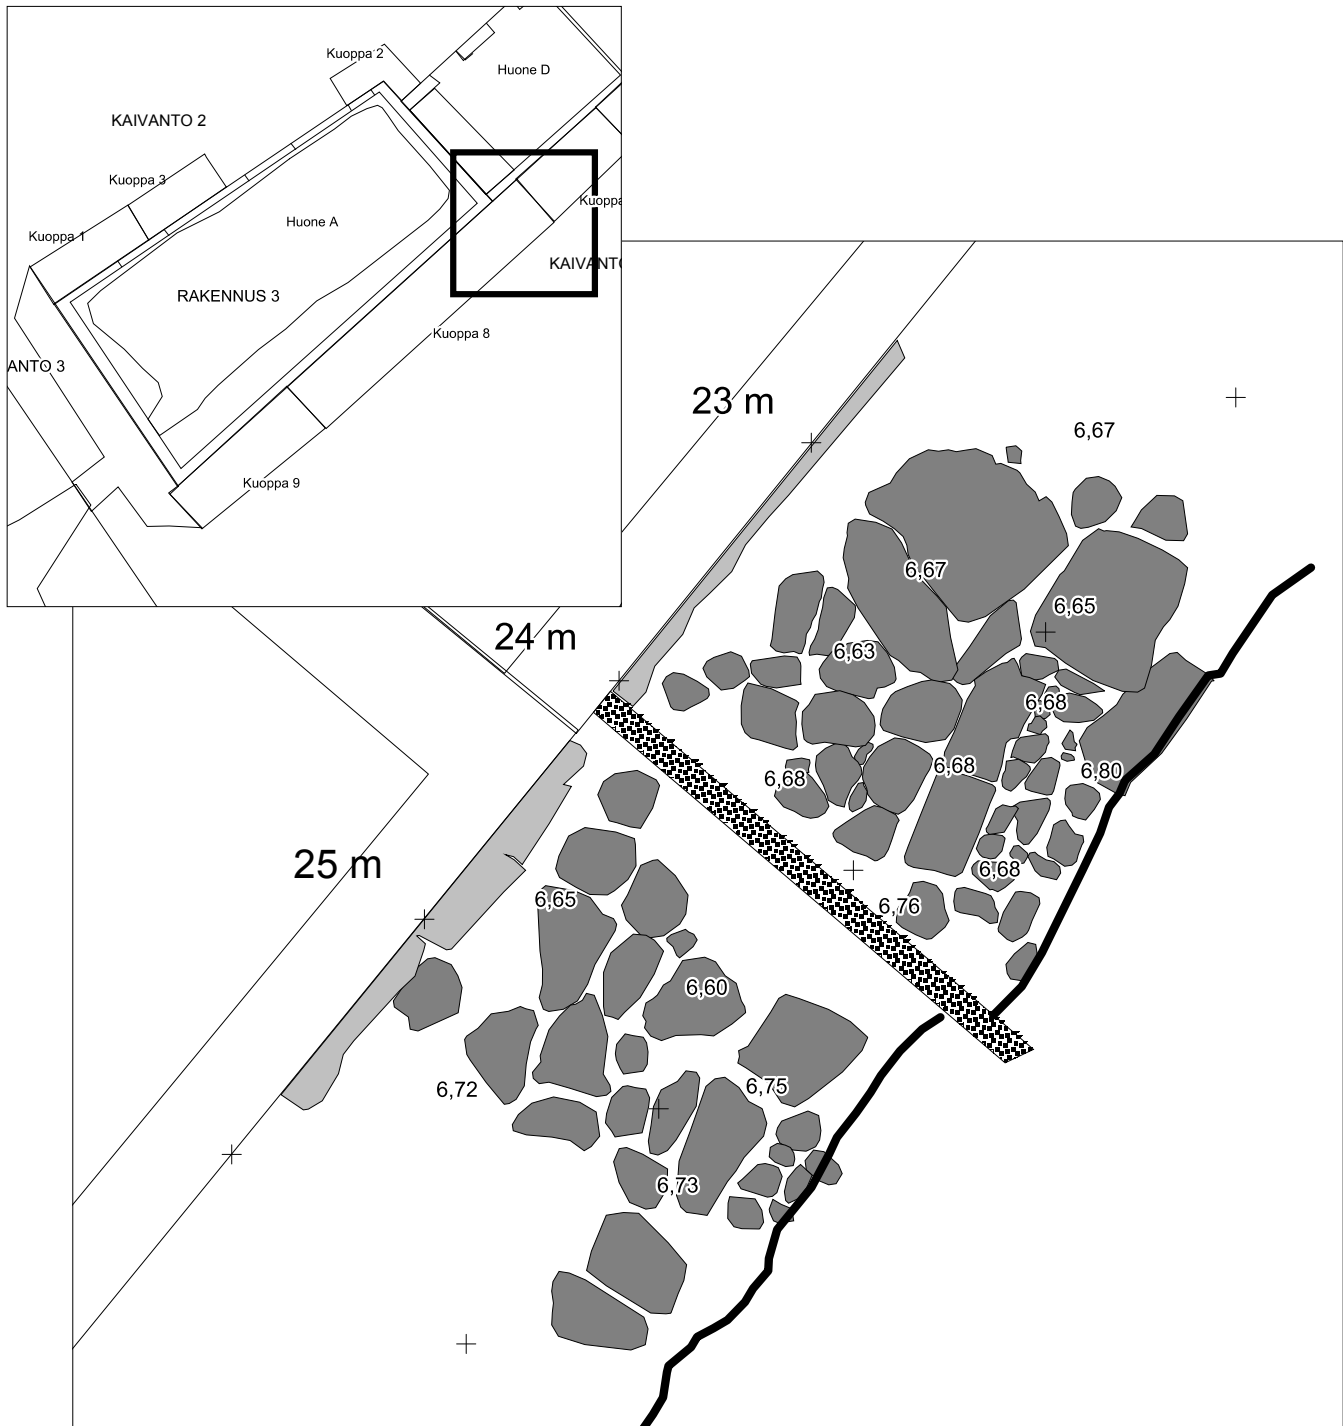 Kuoppa 2
Huone D
KAIVANTO 2
Kuoppa 3
Kuoppa
Huone A
Kuoppa 1
KAIVANTO
RAKENNUS 3
Kuoppa 8
ANTO 3
Kuoppa 9
23 m
6,67
6,67
6,65
24 m
6,63
6,68
6,68
6,68
6,80
25 m
6,68
6,65
6,76
6,60
6,72
6,75
6,73